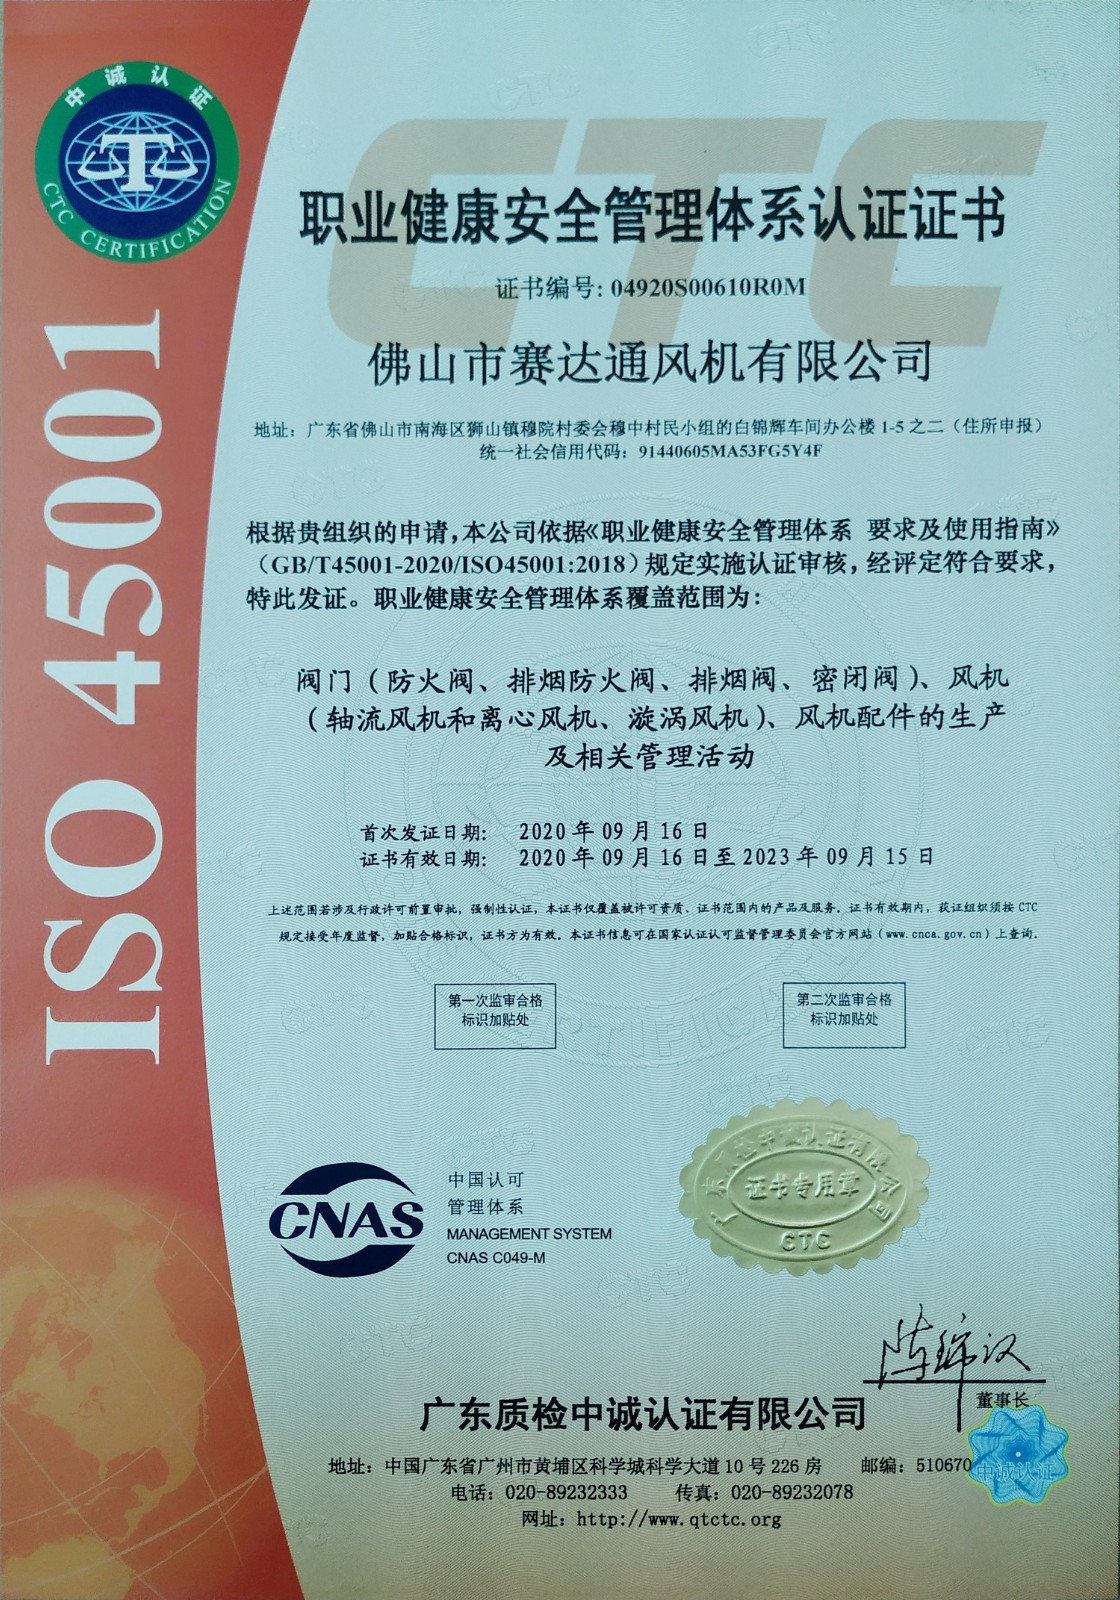 中诚认证
CTC CERTIFICATION
ISO 45001
CTC
职业健康安全管理体系认证证书
证书编号: 04920S00610R0M
佛山市赛达通风机有限公司
地址：广东省佛山市南海区狮山镇穆院村委会穆中村民小组的白锦辉车间办公楼 1-5 之二（住所申报）
统一社会信用代码：91440605MA53FG5Y4F
根据贵组织的申请，本公司依据《职业健康安全管理体系 要求及使用指南》
（GB/T45001-2020/ISO45001:2018）规定实施认证审核，经评定符合要求，
特此发证。职业健康安全管理体系覆盖范围为：
阀门（防火阀、排烟防火阀、排烟阀、密闭阀）、风机
（轴流风机和离心风机、漩涡风机）、风机配件的生产
及相关管理活动
首次发证日期： 2020 年 09 月 16 日
证书有效日期： 2020 年 09 月 16 日至 2023 年 09 月 15 日
上述范围若涉及行政许可前置审批，强制性认证，本证书仅覆盖被许可资质、证书范围内的产品及服务。证书有效期内，获证组织须按 CTC
规定接受年度监督，加贴合格标识，证书方为有效。本证书信息可在国家认证认可监督管理委员会官方网站（www.cnca.gov.cn）上查询。
第一次监审合格
标识加贴处
第二次监审合格
标识加贴处
CNAS
中国认可
管理体系
MANAGEMENT SYSTEM
CNAS C049-M
证书专用章
CTC
董事长
广东质检中诚认证有限公司
地址：中国广东省广州市黄埔区科学城科学大道 10 号 226 房 邮编：510670
中诚认证
电话：020-89232333 传真：020-89232078
网址：http://www.qtctc.org